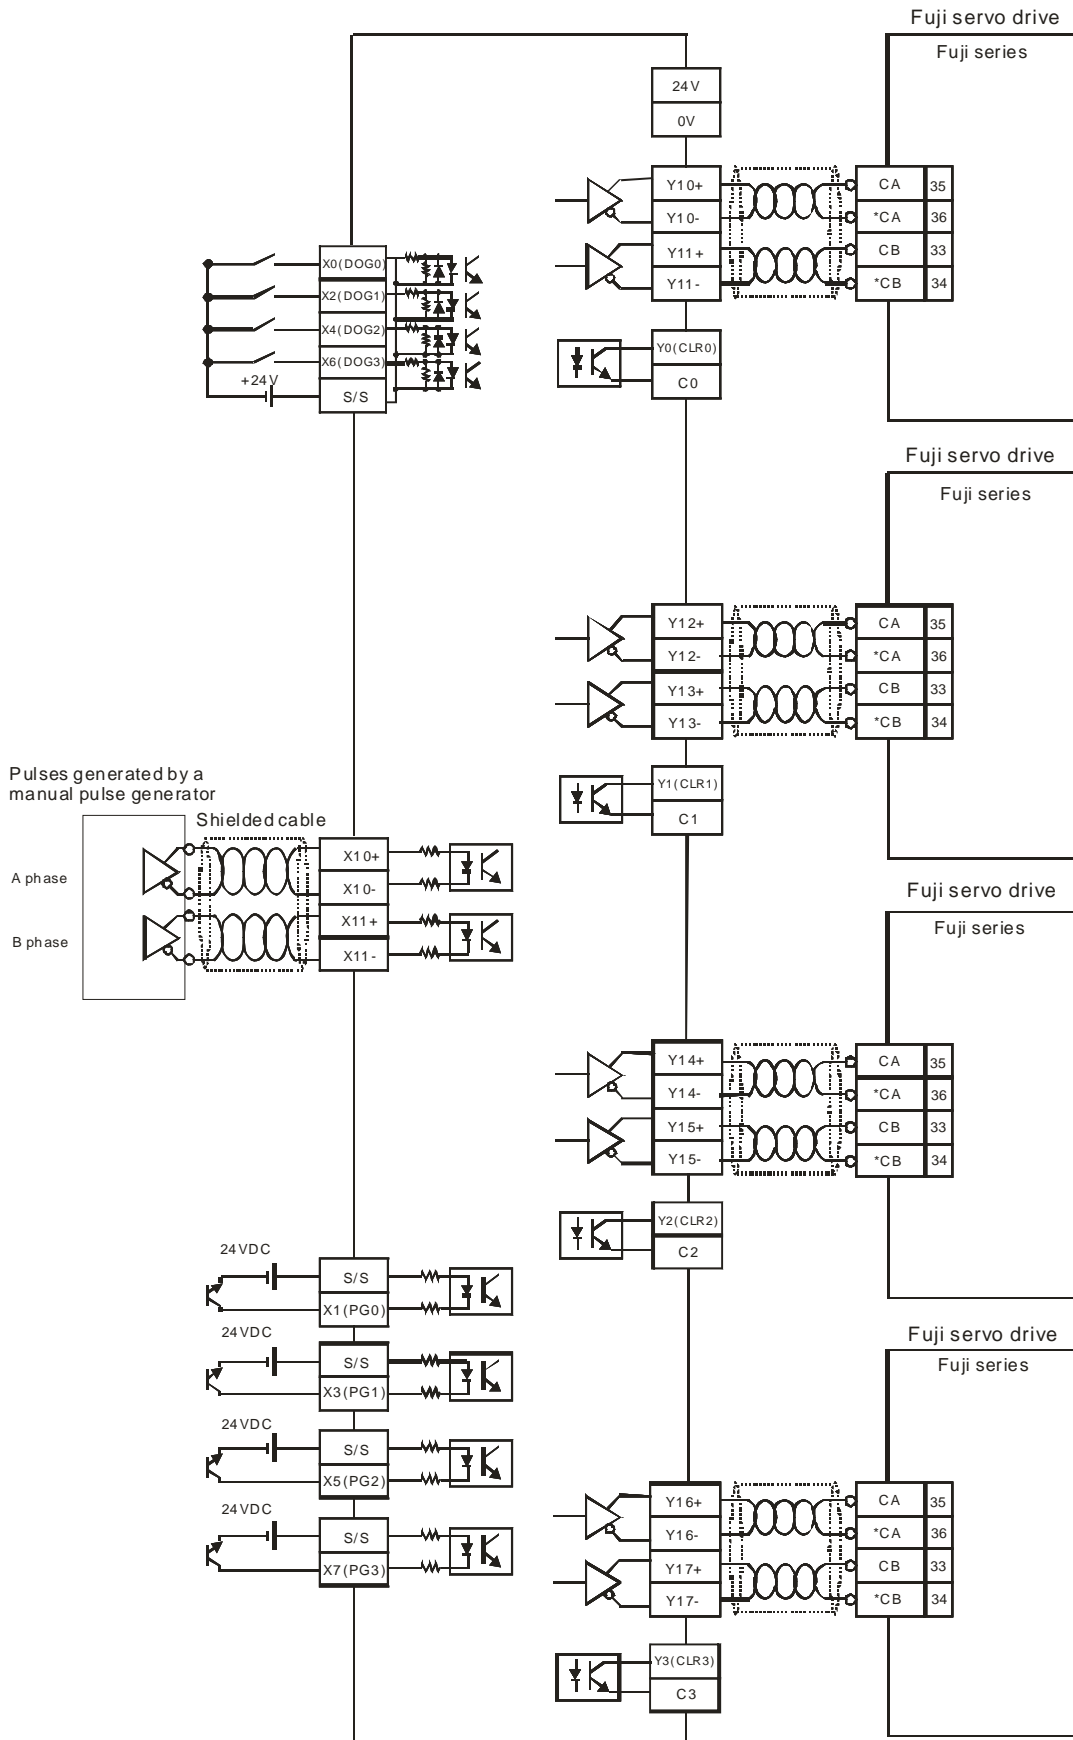 Fuji servo drive
Fuji series
24V
0V
Y10+
Y10-
Y11+
Y11-
CA 35
*CA 36
CB 33
*CB 34
X0(DOG0)
X2(DOG1)
X4(DOG2)
X6(DOG3)
+24V
S/S
Y0(CLR0)
C0
Fuji servo drive
Fuji series
Y12+
Y12-
Y13+
Y13-
CA 35
*CA 36
CB 33
*CB 34
Y1(CLR1)
C1
Pulses generated by a
manual pulse generator
Shielded cable
A phase
B phase
X10+
X10-
X11+
X11-
Fuji servo drive
Fuji series
Y14+
Y14-
Y15+
Y15-
CA 35
*CA 36
CB 33
*CB 34
Y2(CLR2)
C2
24VDC
S/S
X1(PG0)
24VDC
S/S
X3(PG1)
24VDC
S/S
X5(PG2)
24VDC
S/S
X7(PG3)
Fuji servo drive
Fuji series
Y16+
Y16-
Y17+
Y17-
CA 35
*CA 36
CB 33
*CB 34
Y3(CLR3)
C3